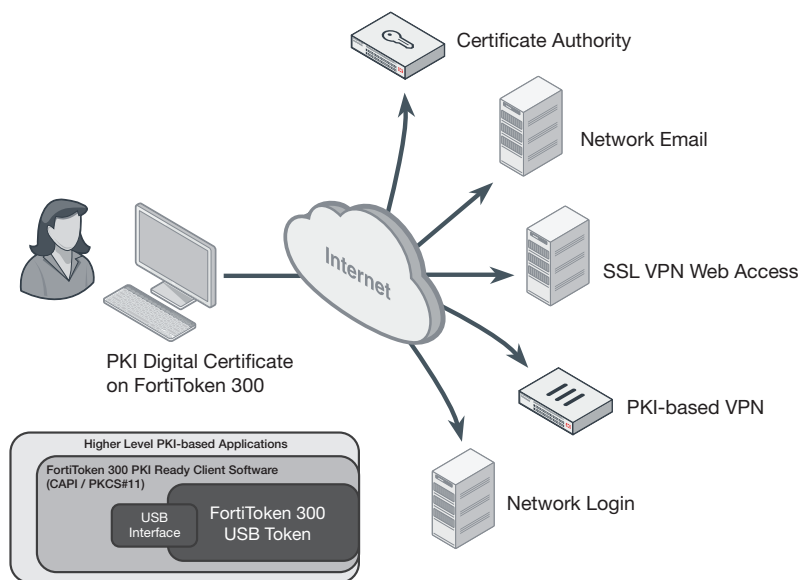 Certificate Authority
Network Email
Internet
SSL VPN Web Access
PKI Digital Certificate
on FortiToken 300
PKI-based VPN
Higher Level PKI-based Applications
FortiToken 300 PKI Ready Client Software
(CAPI / PKCS#11)
USB
Interface
FortiToken 300
USB Token
Network Login